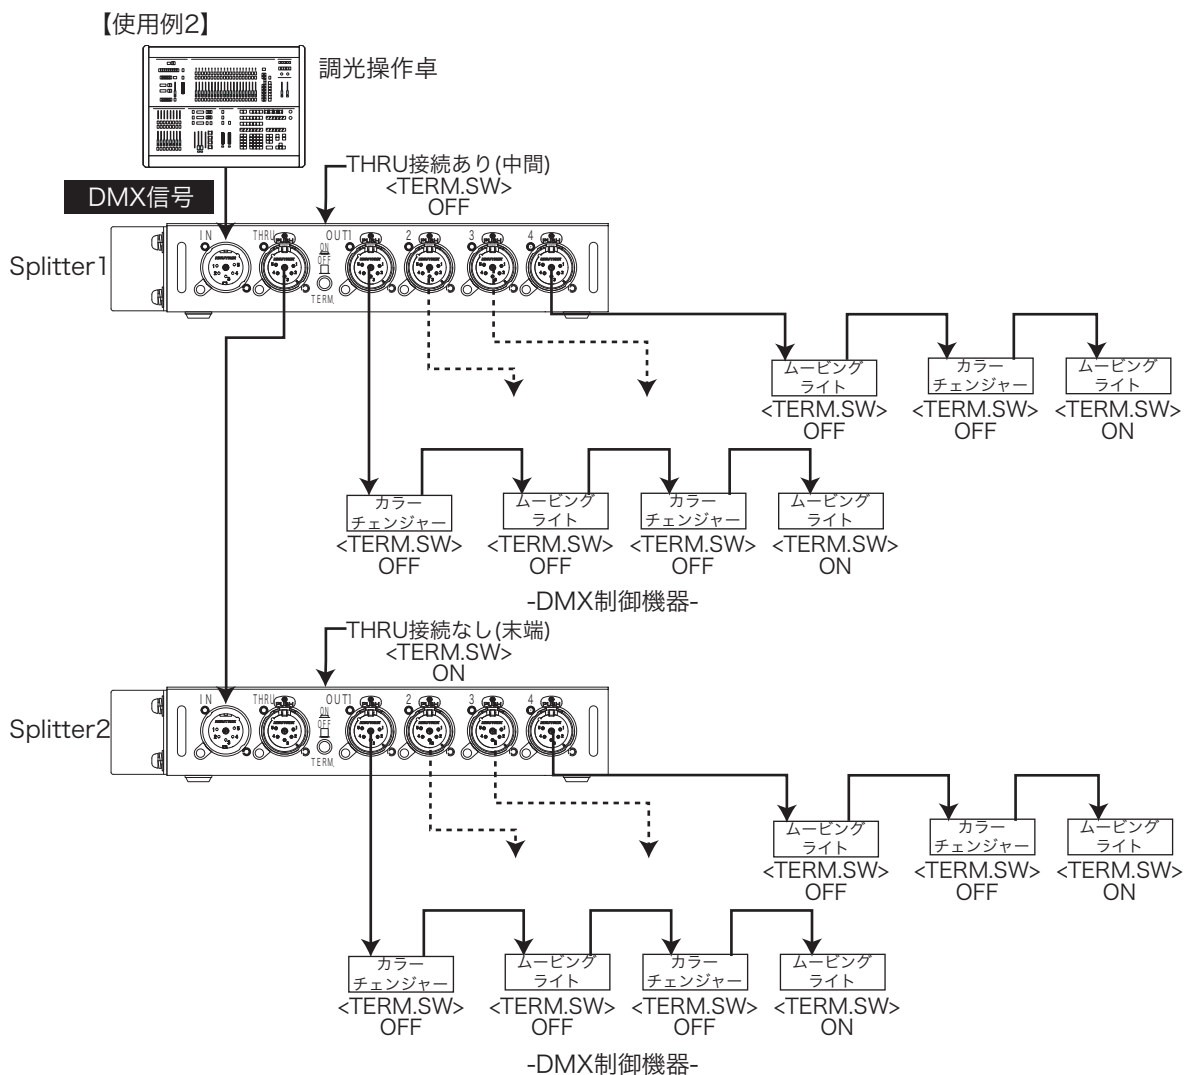 【使用例2】
調光操作卓
THRU接続あり(中間)
<TERM.SW>
OFF
DMX信号
IN THRU OUT1 2 3 4
PUSH PUSH PUSH PUSH PUSH
ON
OFF
TERM.
Splitter1
ムービング
ライト
<TERM.SW>
OFF
カラー
チェンジャー
<TERM.SW>
OFF
ムービング
ライト
<TERM.SW>
ON
カラー
チェンジャー
<TERM.SW>
OFF
ムービング
ライト
<TERM.SW>
OFF
カラー
チェンジャー
<TERM.SW>
OFF
ムービング
ライト
<TERM.SW>
ON
-DMX制御機器-
THRU接続なし(末端)
<TERM.SW>
ON
IN THRU OUT1 2 3 4
PUSH PUSH PUSH PUSH PUSH
ON
OFF
TERM.
Splitter2
ムービング
ライト
<TERM.SW>
OFF
カラー
チェンジャー
<TERM.SW>
OFF
ムービング
ライト
<TERM.SW>
ON
カラー
チェンジャー
<TERM.SW>
OFF
ムービング
ライト
<TERM.SW>
OFF
カラー
チェンジャー
<TERM.SW>
OFF
ムービング
ライト
<TERM.SW>
ON
-DMX制御機器-